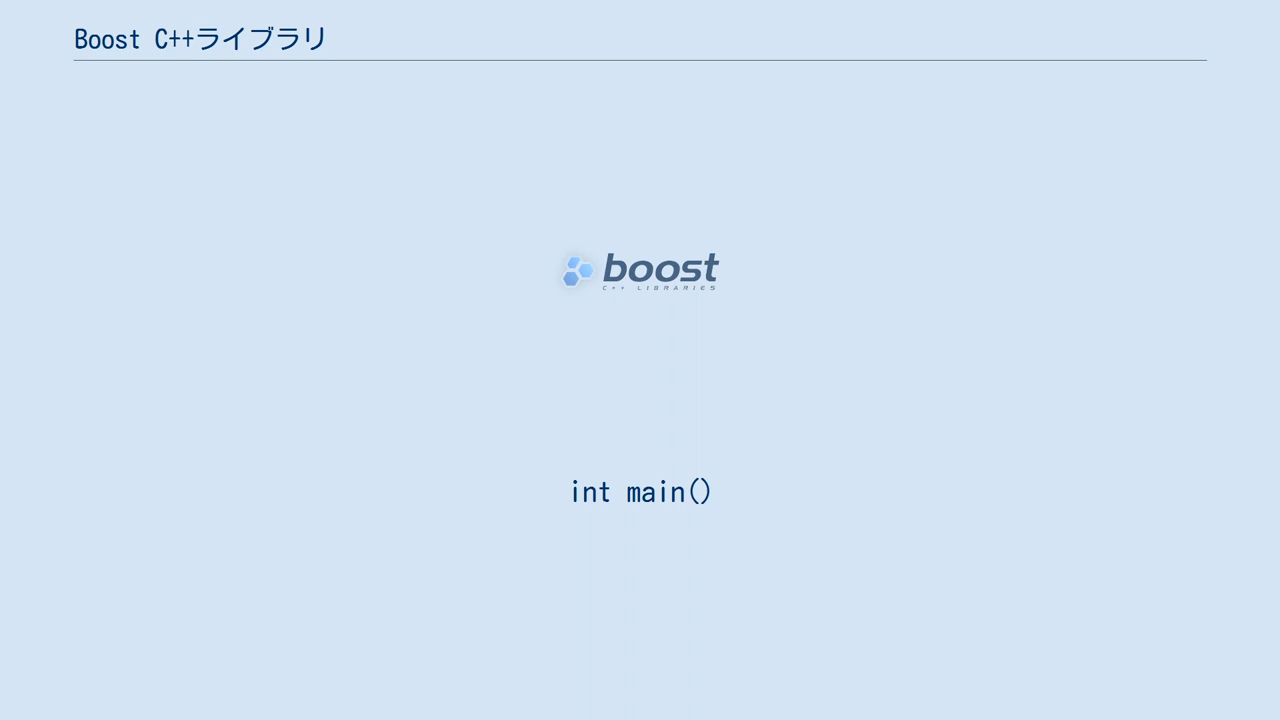 Boost C++ライブラリ
boost
C++ LIBRARIES
int main()